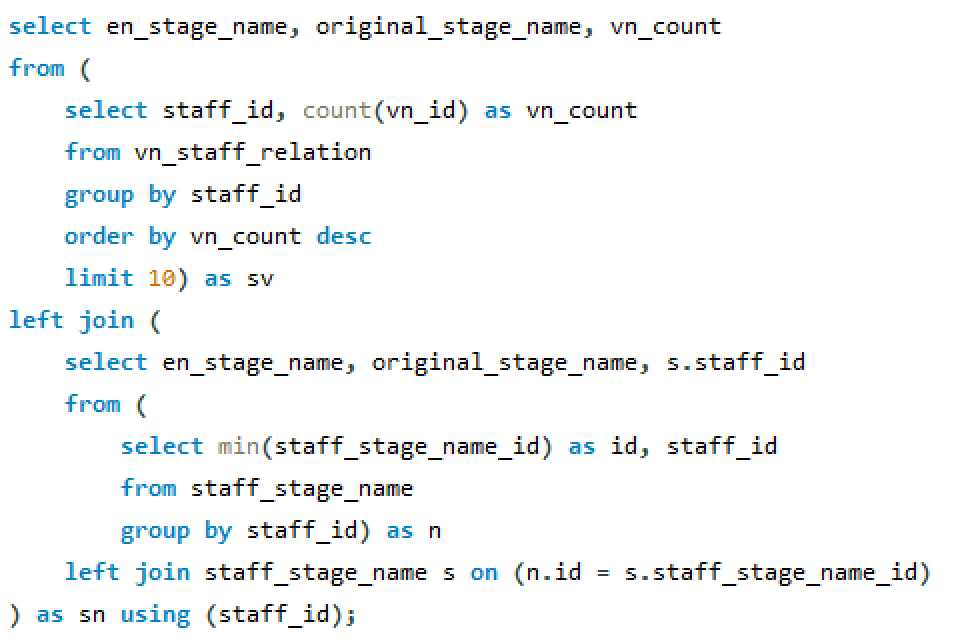 select en_stage_name, original_stage_name, vn_count
from (
    select staff_id, count(vn_id) as vn_count
    from vn_staff_relation
    group by staff_id
    order by vn_count desc
    limit 10) as sv
left join (
    select en_stage_name, original_stage_name, s.staff_id
    from (
        select min(staff_stage_name_id) as id, staff_id
        from staff_stage_name
        group by staff_id) as n
    left join staff_stage_name s on (n.id = s.staff_stage_name_id)
) as sn using (staff_id);